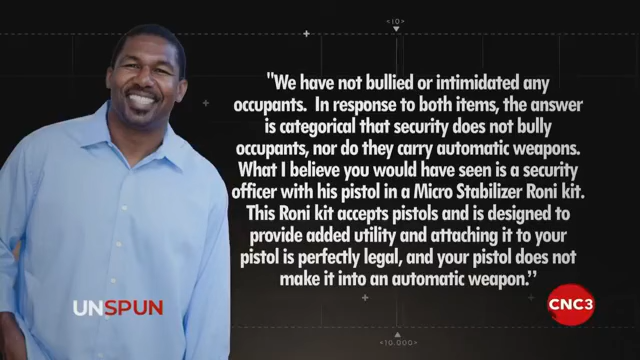 <10>
"We have not bullied or intimidated any
occupants. In response to both items, the answer
is categorical that security does not bully
occupants, nor do they carry automatic weapons.
What I believe you would have seen is a security
officer with his pistol in a Micro Stabilizer Roni kit.
This Roni kit accepts pistols and is designed to
provide added utility and attaching it to your
pistol is perfectly legal, and your pistol does not
make it into an automatic weapon.”
UNSPUN
CNC3
<10,000>